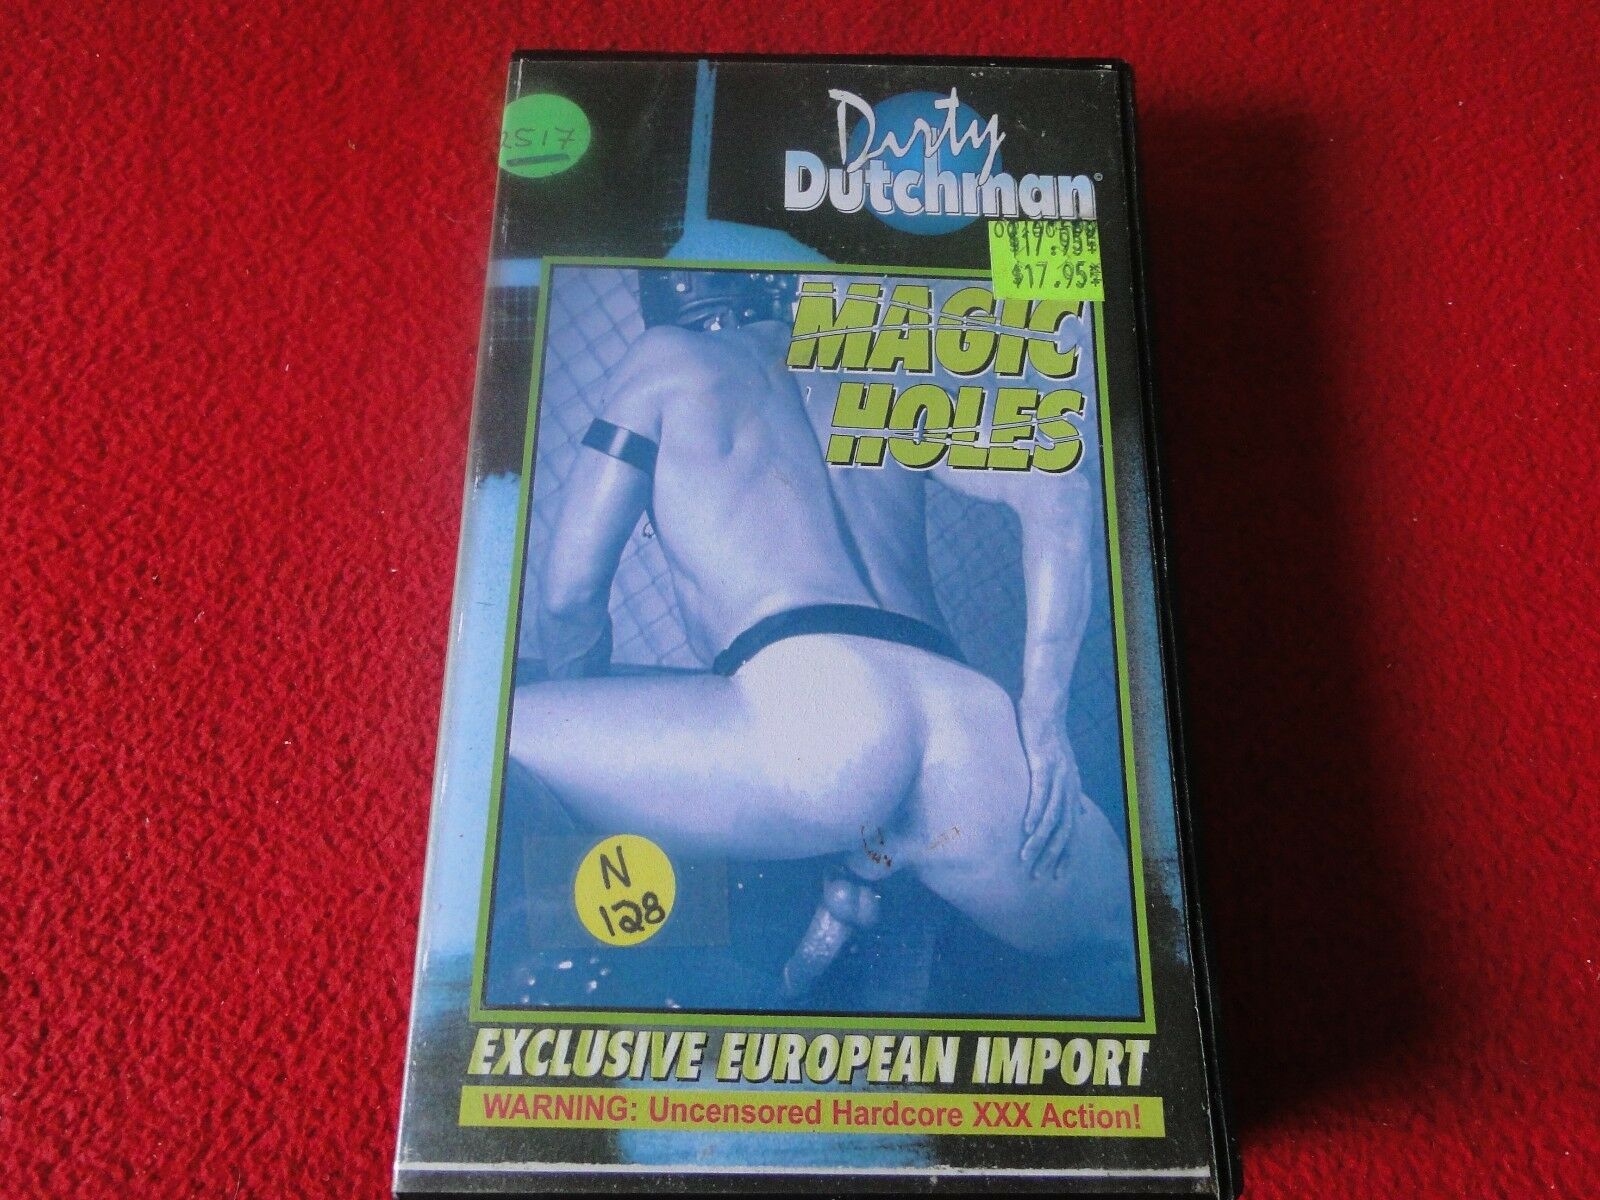 2517
Dirty
Dutchman
$17.95
$17.95
MAGIC
HOLES
N
128
EXCLUSIVE EUROPEAN IMPORT
WARNING: Uncensored Hardcore XXX Action!